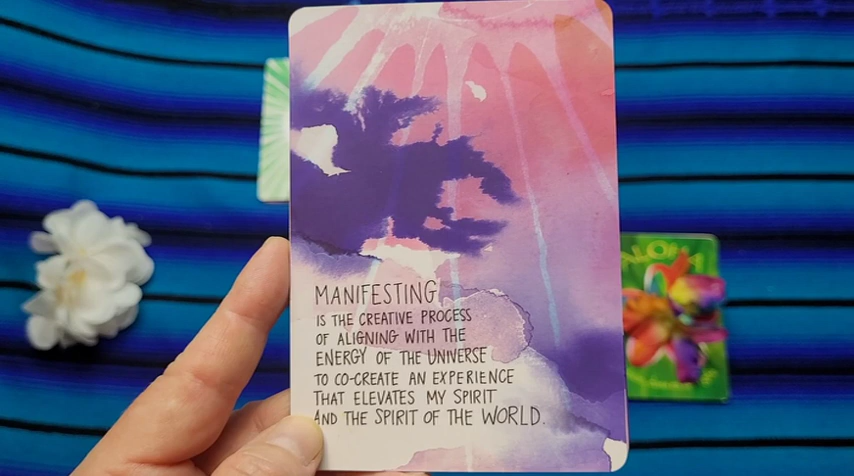 MANIFESTING
IS THE CREATIVE PROCESS
OF ALIGNING WITH THE
ENERGY OF THE UNIVERSE
TO CO-CREATE AN EXPERIENCE
THAT ELEVATES MY SPIRIT
AND THE SPIRIT OF THE WORLD.
ALOHA